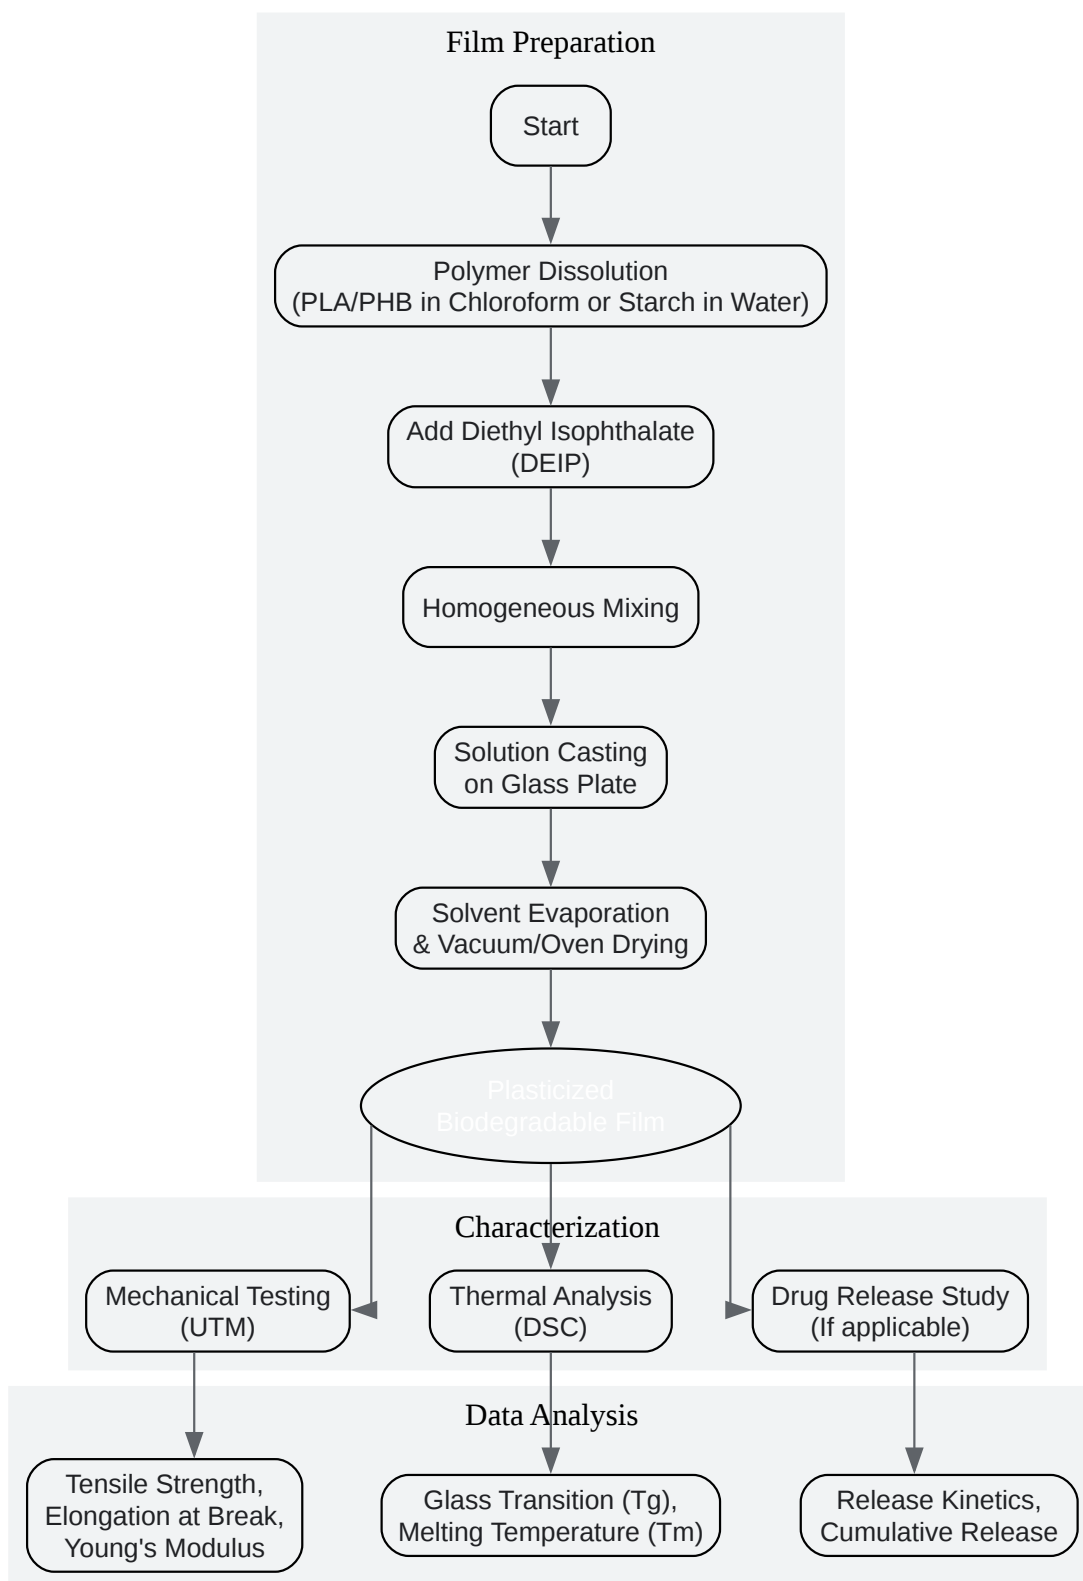 Film Preparation
Start
Polymer Dissolution
(PLA/PHB in Chloroform or Starch in Water)
Add Diethyl Isophthalate
(DEIP)
Homogeneous Mixing
Solution Casting
on Glass Plate
Solvent Evaporation
& Vacuum/Oven Drying
Plasticized
Biodegradable Film
Characterization
Mechanical Testing
(UTM)
Thermal Analysis
(DSC)
Drug Release Study
(If applicable)
Data Analysis
Tensile Strength,
Elongation at Break,
Young's Modulus
Glass Transition (Tg),
Melting Temperature (Tm)
Release Kinetics,
Cumulative Release